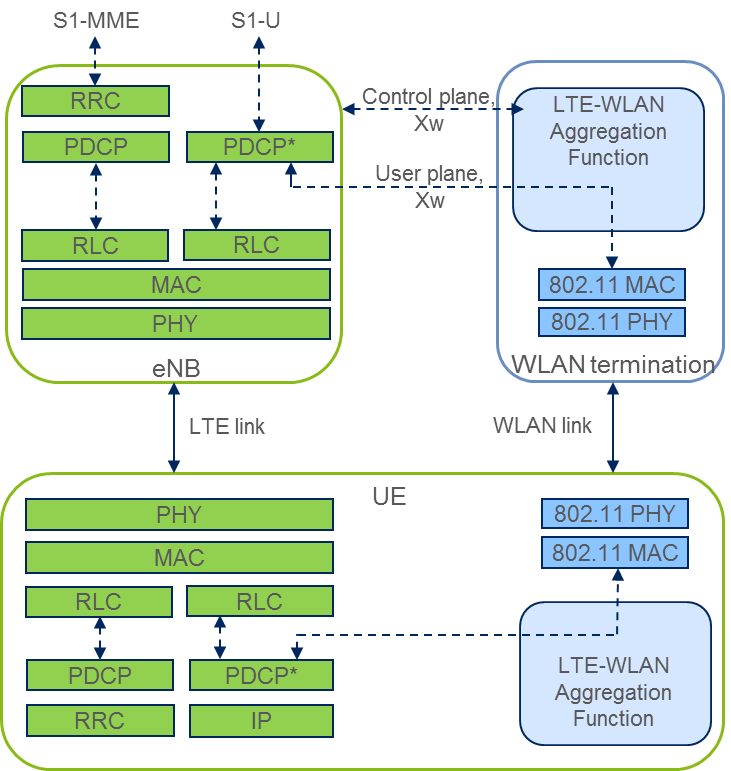 S1-MME
S1-U
RRC
PDCP
PDCP*
RLC
RLC
MAC
PHY
eNB
Control plane,
Xw
User plane,
Xw
LTE-WLAN
Aggregation
Function
802.11 MAC
802.11 PHY
WLAN termination
LTE link
WLAN link
UE
PHY
MAC
RLC
RLC
PDCP
PDCP*
RRC
IP
802.11 PHY
802.11 MAC
LTE-WLAN
Aggregation
Function